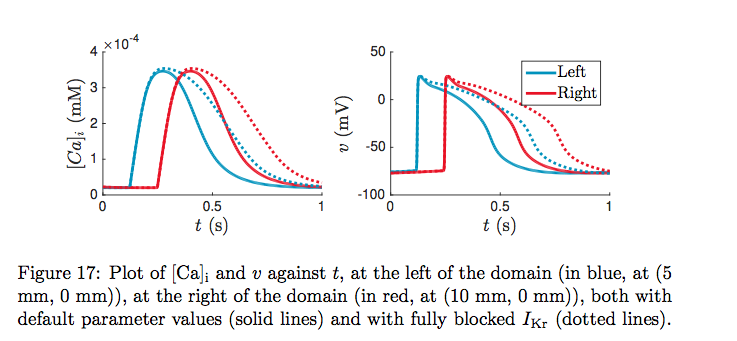 ×10-4
4
3
2
1
0
[Ca]i (mM)
0
0.5
1
t (s)
50
0
-50
-100
v (mV)
0
0.5
1
t (s)
Left
Right
Figure 17: Plot of [Ca]i and v against t, at the left of the domain (in blue, at (5
mm, 0 mm)), at the right of the domain (in red, at (10 mm, 0 mm)), both with
default parameter values (solid lines) and with fully blocked IKr (dotted lines).